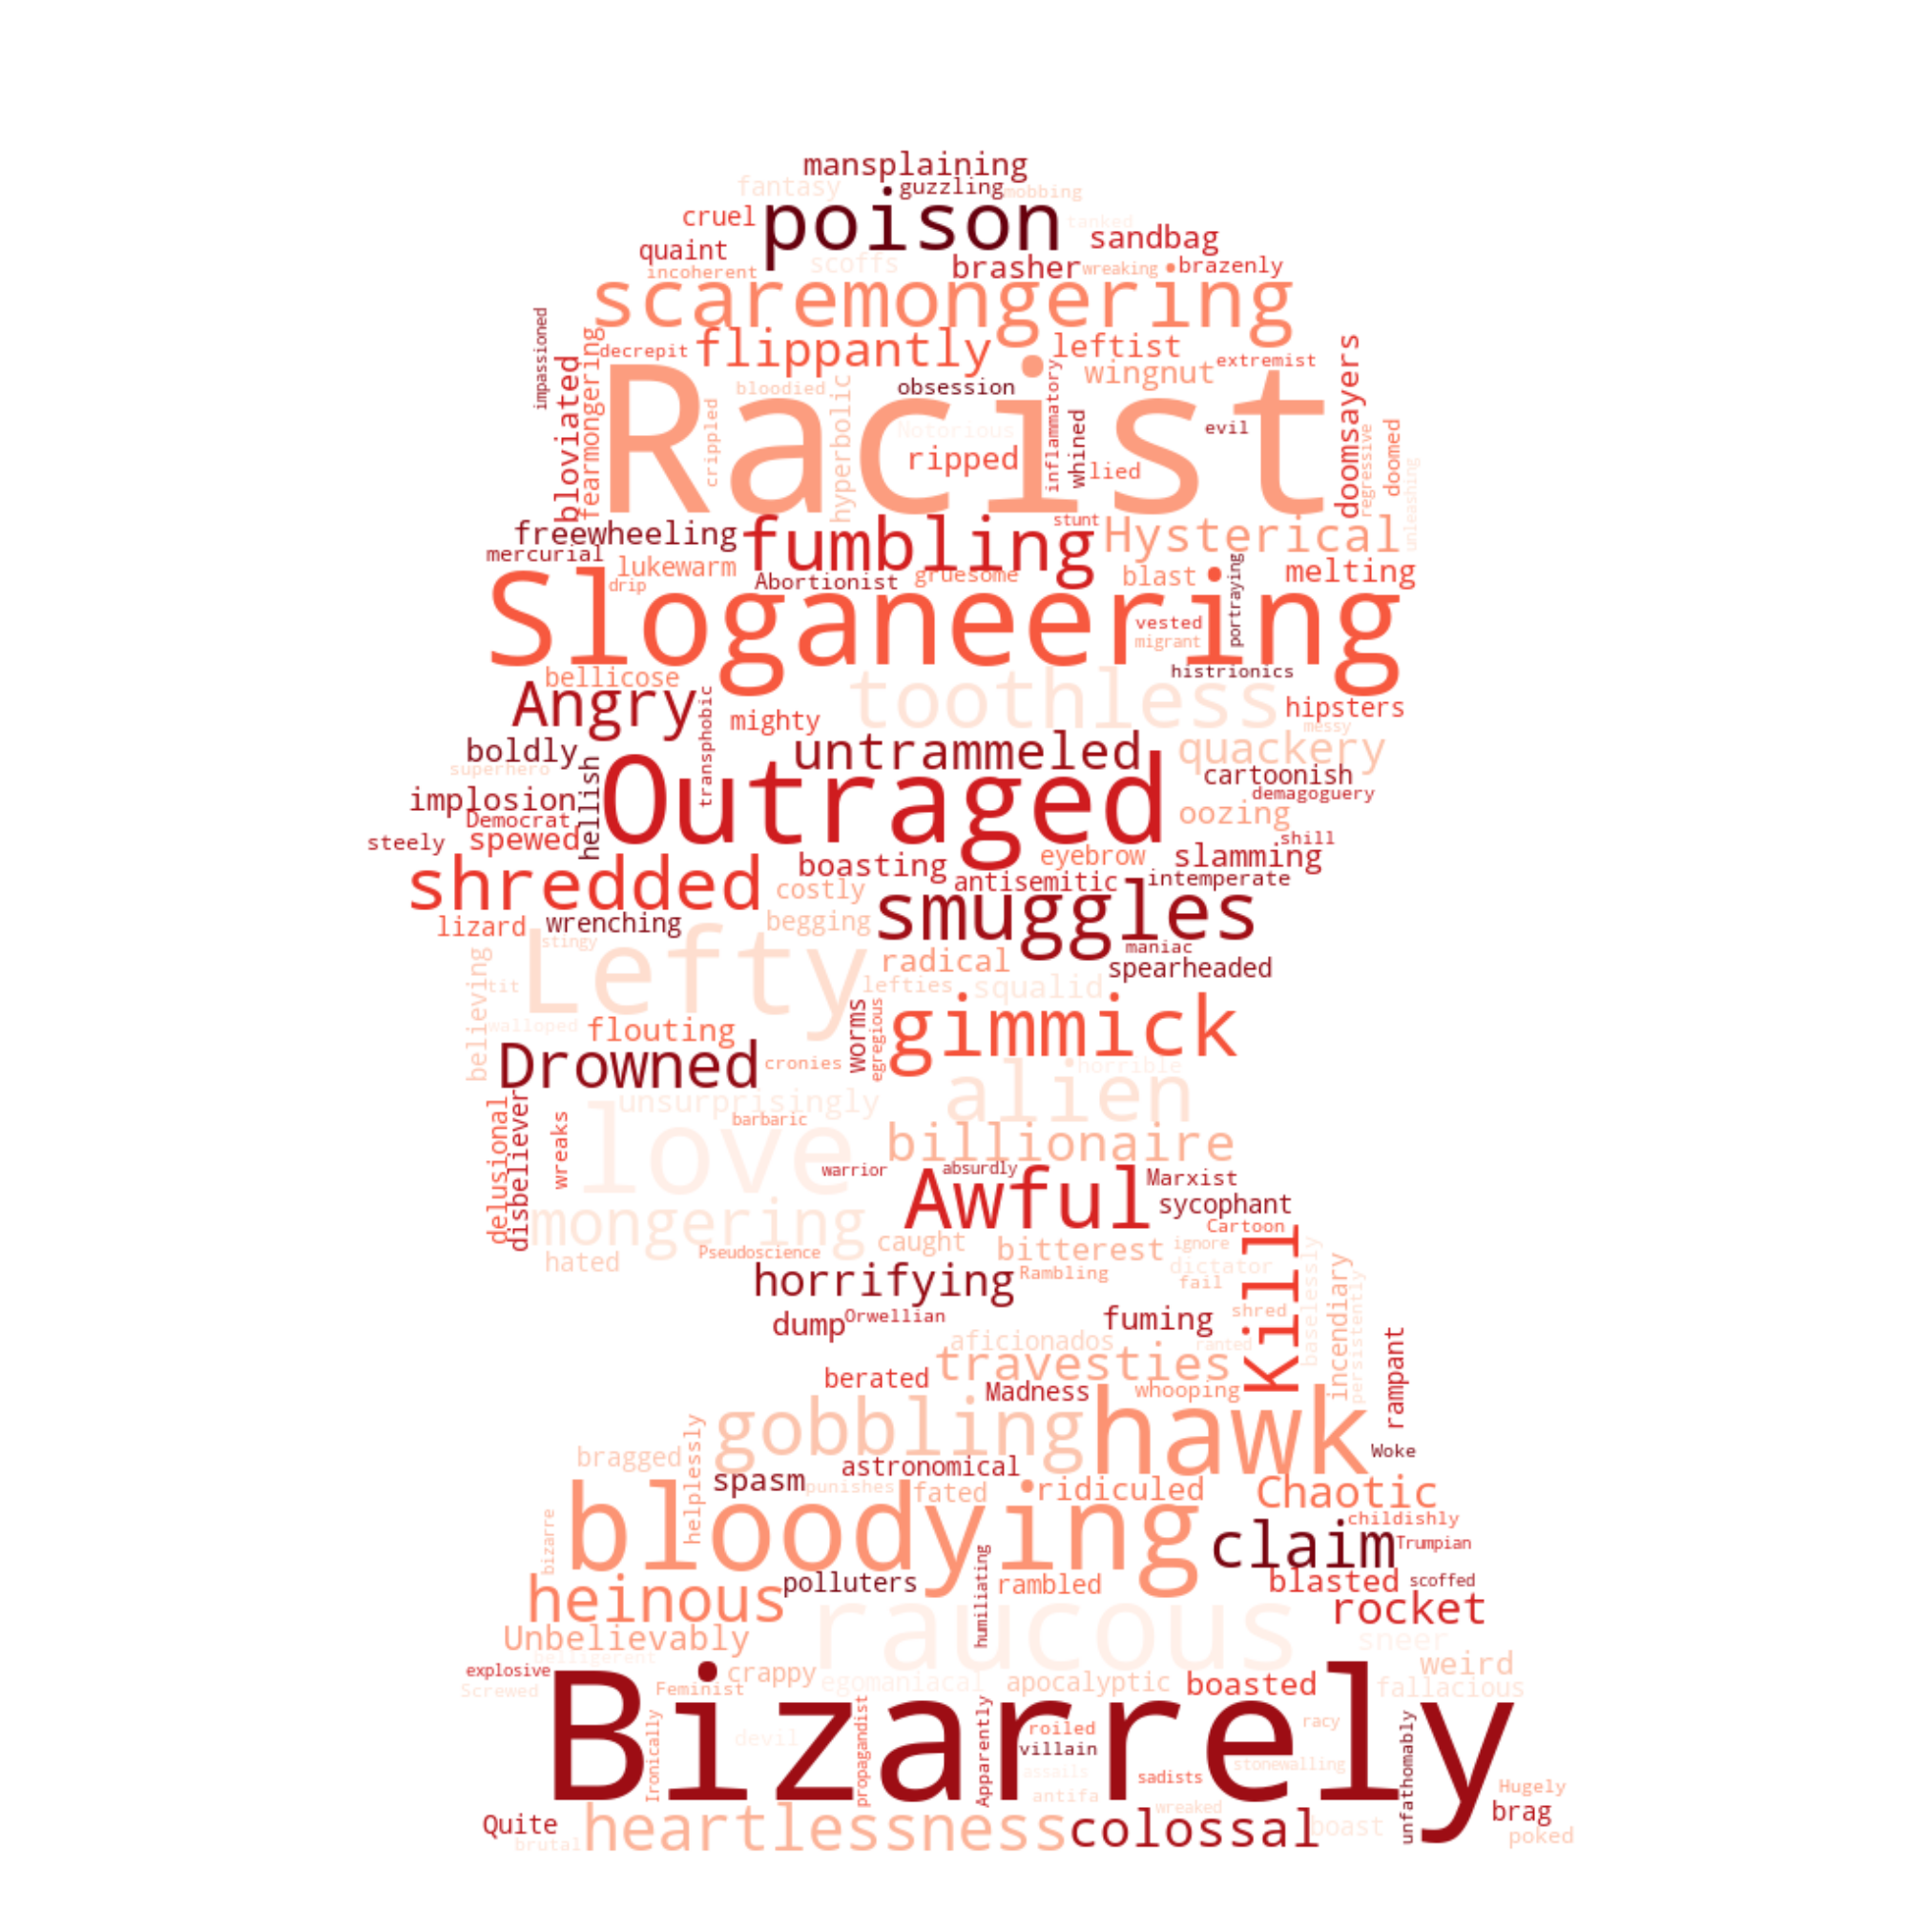 mansplaining
fantasy
guzzling
mobbing
cruel
poison
tanked
quaint
sandbag
scoffs
incoherent
brasher
wreaking
brazenly
scaremongering
impassioned
decrepit
flippantly
leftist
extremist
wingnut
doomsayers
bloviated
fearmongering
Racist
bloodied
obsession
hyperbolic
inflammatory
crippled
Notorious
evil
ripped
whined
lied
regressive
doomed
unleashing
freewheeling
fumbling
stunt
Hysterical
mercurial
lukewarm
drip
Abortionist
gruesome
blast
melting
portraying
Sloganeering
vested
migrant
bellicose
histrionics
Angry
transphobic
mighty
toothless
hipsters
messy
boldly
superhero
untrammeled
quackery
hellish
Outraged
cartoonish
demagoguery
implosion
Democrat
oozing
steely
spewed
shill
boasting
eyebrow
slamming
shredded
costly
antisemitic
intemperate
lizard
wrenching
begging
smuggles
stingy
maniac
believing
Lefty
radical
spearheaded
tit
lefties
squalid
walloped
flouting
worms
egregious
gimmick
Drowned
cronies
horrible
alien
unsurprisingly
delusional
disbeliever
wreaks
love
barbaric
billionaire
warrior
absurdly
Marxist
Awful
sycophant
mongering
Cartoon
hated
Pseudoscience
caught
bitterest
ignore
Kill
baselessly
incendiary
persistently
dictator
horrifying
Rambling
fail
dump
Orwellian
fuming
shred
aficionados
ranted
travesties
rampant
berated
Madness
whooping
gobbling
hawk
bragged
helplessly
Woke
astronomical
spasm
punishes
fated
ridiculed
Chaotic
bizarre
bloodying
childishly
claim
Trumpian
humiliating
heinous
polluters
rambled
blasted
scoffed
rocket
raucous
Unbelievably
belligerent
sneer
explosive
Screwed
crappy
weird
Feminist
egomaniacal
apocalyptic
boasted
fallacious
Bizarrely
Ironically
devil
propagandist
Apparently
roiled
villain
racy
assails
stonewalling
sadists
antifa
wreaked
unfathomably
Hugely
Quite
brutal
heartlessness
colossal
boast
brag
poked